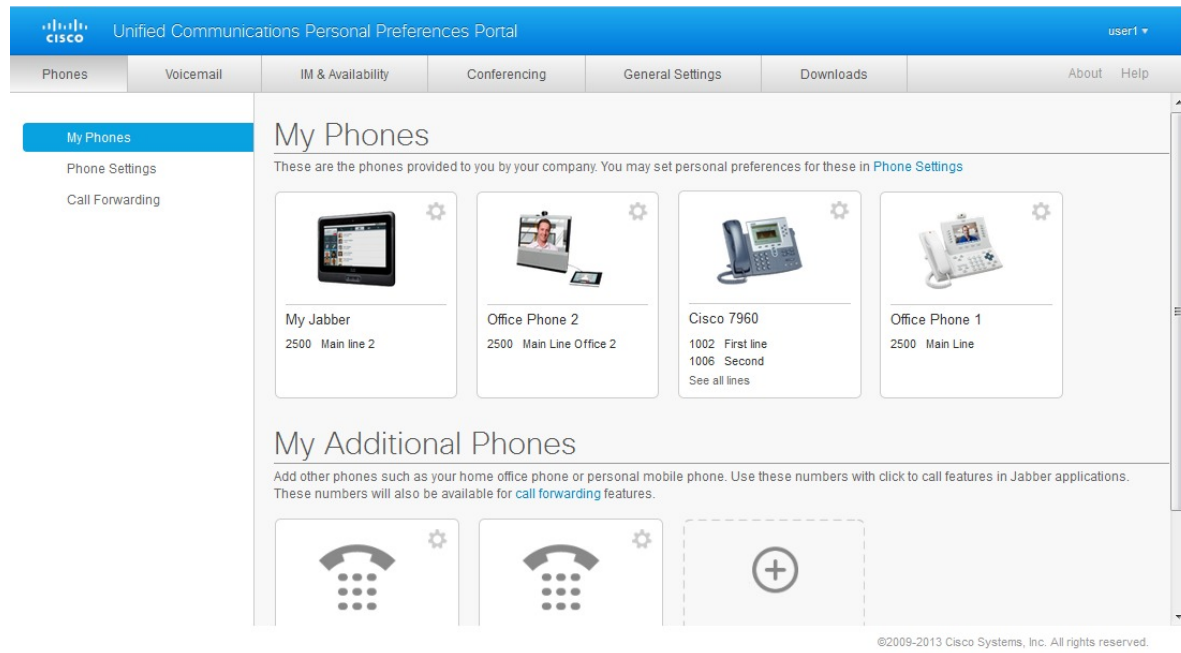 CISCO Unified Communications Personal Preferences Portal user1
Phones Voicemail IM & Availability Conferencing General Settings Downloads About Help
My Phones
Phone Settings
Call Forwarding
My Phones
These are the phones provided to you by your company. You may set personal preferences for these in Phone Settings
My Jabber
2500 Main line 2
Office Phone 2
2500 Main Line Office 2
Cisco 7960
1002 First line
1006 Second
See all lines
Office Phone 1
2500 Main Line
My Additional Phones
Add other phones such as your home office phone or personal mobile phone. Use these numbers with click to call features in Jabber applications.
These numbers will also be available for call forwarding features.
©2009-2013 Cisco Systems, Inc. All rights reserved.